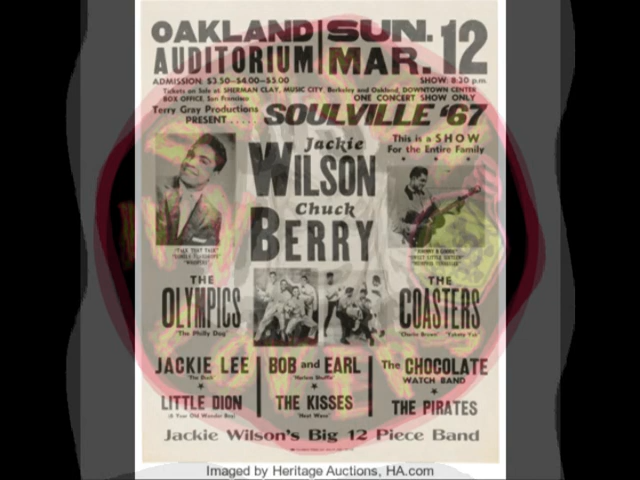 OAKLAND AUDITORIUM
SUN. MAR. 12
ADMISSION: $3.50—$4.00—$5.00
SHOW: 8:30 p.m.
Tickets on Sale at SHERMAN CLAY, MUSIC CITY, Berkeley and Oakland, DOWNTOWN CENTER
BOX OFFICE, San Francisco
ONE CONCERT SHOW ONLY
Terry Gray Productions
PRESENT.....
SOULVILLE '67
This is a SHOW
For the Entire Family
Jackie
WILSON
Chuck
BERRY
THE
OLYMPICS
"The Philly Dog"
THE
COASTERS
"Charlie Brown" "Yakety Yak"
JACKIE LEE
"The Duck"
BOB and EARL
"Harlem Shuffle"
The CHOCOLATE
WATCH BAND
LITTLE DION
THE KISSES
THE PIRATES
Jackie Wilson's Big 12 Piece Band
Imaged by Heritage Auctions, HA.com